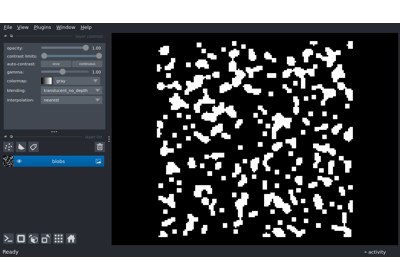 File View Plugins Window Help
opacity: 1.00
contrast limits:
auto-contrast: once continuous
gamma: 1.00
colormap: gray
blending: translucent_no_depth
interpolation: nearest
blobs
Ready
activity